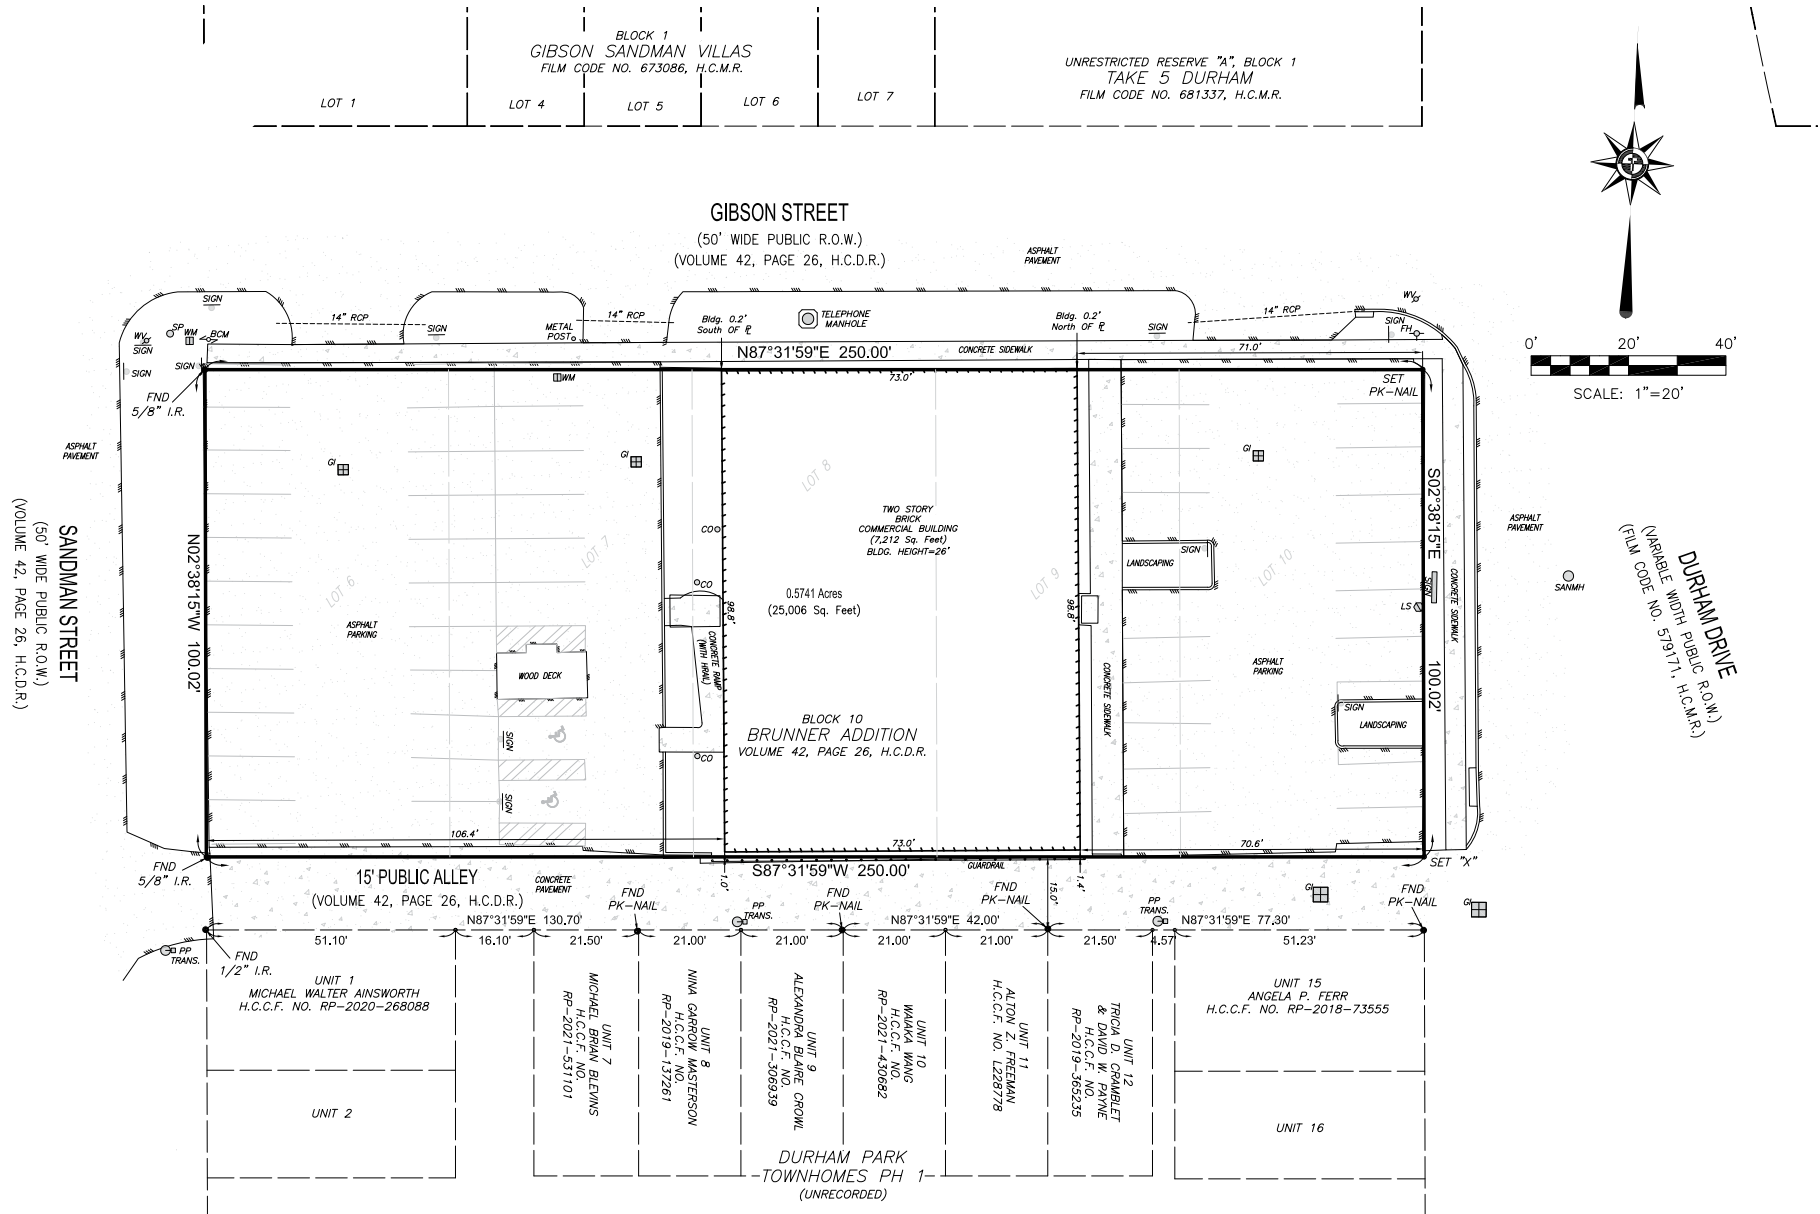 BLOCK 1
GIBSON SANDMAN VILLAS
FILM CODE NO. 673086, H.C.M.R.
LOT 1
LOT 4
LOT 5
LOT 6
LOT 7
UNRESTRICTED RESERVE "A", BLOCK 1
TAKE 5 DURHAM
FILM CODE NO. 681337, H.C.M.R.
0'
20'
40'
SCALE: 1"=20'
GIBSON STREET
(50' WIDE PUBLIC R.O.W.)
(VOLUME 42, PAGE 26, H.C.D.R.)
ASPHALT
PAVEMENT
SIGN
14" RCP
SIGN
METAL
POST
14" RCP
Bldg. 0.2'
South OF PL
TELEPHONE
MANHOLE
Bldg. 0.2'
North OF PL
SIGN
14" RCP
WV
SIGN
FH
WV
SP
WM
BCM
SIGN
SIGN
SIGN
FND
5/8" I.R.
N87°31'59"E 250.00'
CONCRETE SIDEWALK
71.0'
73.0'
SET
PK-NAIL
WM
ASPHALT
PAVEMENT
SANDMAN STREET
(50' WIDE PUBLIC R.O.W.)
(VOLUME 42, PAGE 26, H.C.D.R.)
N02°38'15"W 100.02'
GI
GI
GI
LOT 6
LOT 7
LOT 8
LOT 9
LOT 10
ASPHALT
PARKING
WOOD DECK
SIGN
SIGN
CO
CO
CO
98.8'
CONCRETE RAMP
(WITH HRAIL)
TWO STORY
BRICK
COMMERCIAL BUILDING
(7,212 Sq. Feet)
BLDG. HEIGHT=26'
0.5741 Acres
(25,006 Sq. Feet)
BLOCK 10
BRUNNER ADDITION
VOLUME 42, PAGE 26, H.C.D.R.
98.8'
CONCRETE SIDEWALK
SIGN
LANDSCAPING
ASPHALT
PARKING
SIGN
LANDSCAPING
S02°38'15"E 100.02'
SIGN
LS
CONCRETE SIDEWALK
ASPHALT
PAVEMENT
SANMH
DURHAM DRIVE
(VARIABLE WIDTH PUBLIC R.O.W.)
(FILM CODE NO. 579171, H.C.M.R.)
106.4'
73.0'
70.6'
FND
5/8" I.R.
S87°31'59"W 250.00'
GUARDRAIL
SET "X"
15' PUBLIC ALLEY
(VOLUME 42, PAGE 26, H.C.D.R.)
CONCRETE
PAVEMENT
1.0'
15.0'
1.4'
GI
GI
FND
PK-NAIL
PP
TRANS.
FND
PK-NAIL
FND
PK-NAIL
PP
TRANS.
FND
PK-NAIL
N87°31'59"E 130.70'
N87°31'59"E 42.00'
N87°31'59"E 77.30'
51.10'
16.10'
21.50'
21.00'
21.00'
21.00'
21.00'
21.50'
4.57'
51.23'
PP
TRANS.
FND
1/2" I.R.
UNIT 1
MICHAEL WALTER AINSWORTH
H.C.C.F. NO. RP-2020-268088
UNIT 2
UNIT 7
MICHAEL BRIAN BLEVINS
H.C.C.F. NO.
RP-2021-531101
UNIT 8
NINA GARROW MASTERSON
H.C.C.F. NO.
RP-2019-137261
UNIT 9
ALEXANDRA BLAIRE CROWL
H.C.C.F. NO.
RP-2021-306939
UNIT 10
WAIAKA WANG
H.C.C.F. NO.
RP-2021-430682
UNIT 11
ALTON Z. FREEMAN
H.C.C.F. NO. L228778
UNIT 12
TRICIA D. CRAMBLET
& DAVID W. PAYNE
H.C.C.F. NO.
RP-2019-365235
UNIT 15
ANGELA P. FERR
H.C.C.F. NO. RP-2018-73555
UNIT 16
DURHAM PARK
TOWNHOMES PH 1
(UNRECORDED)